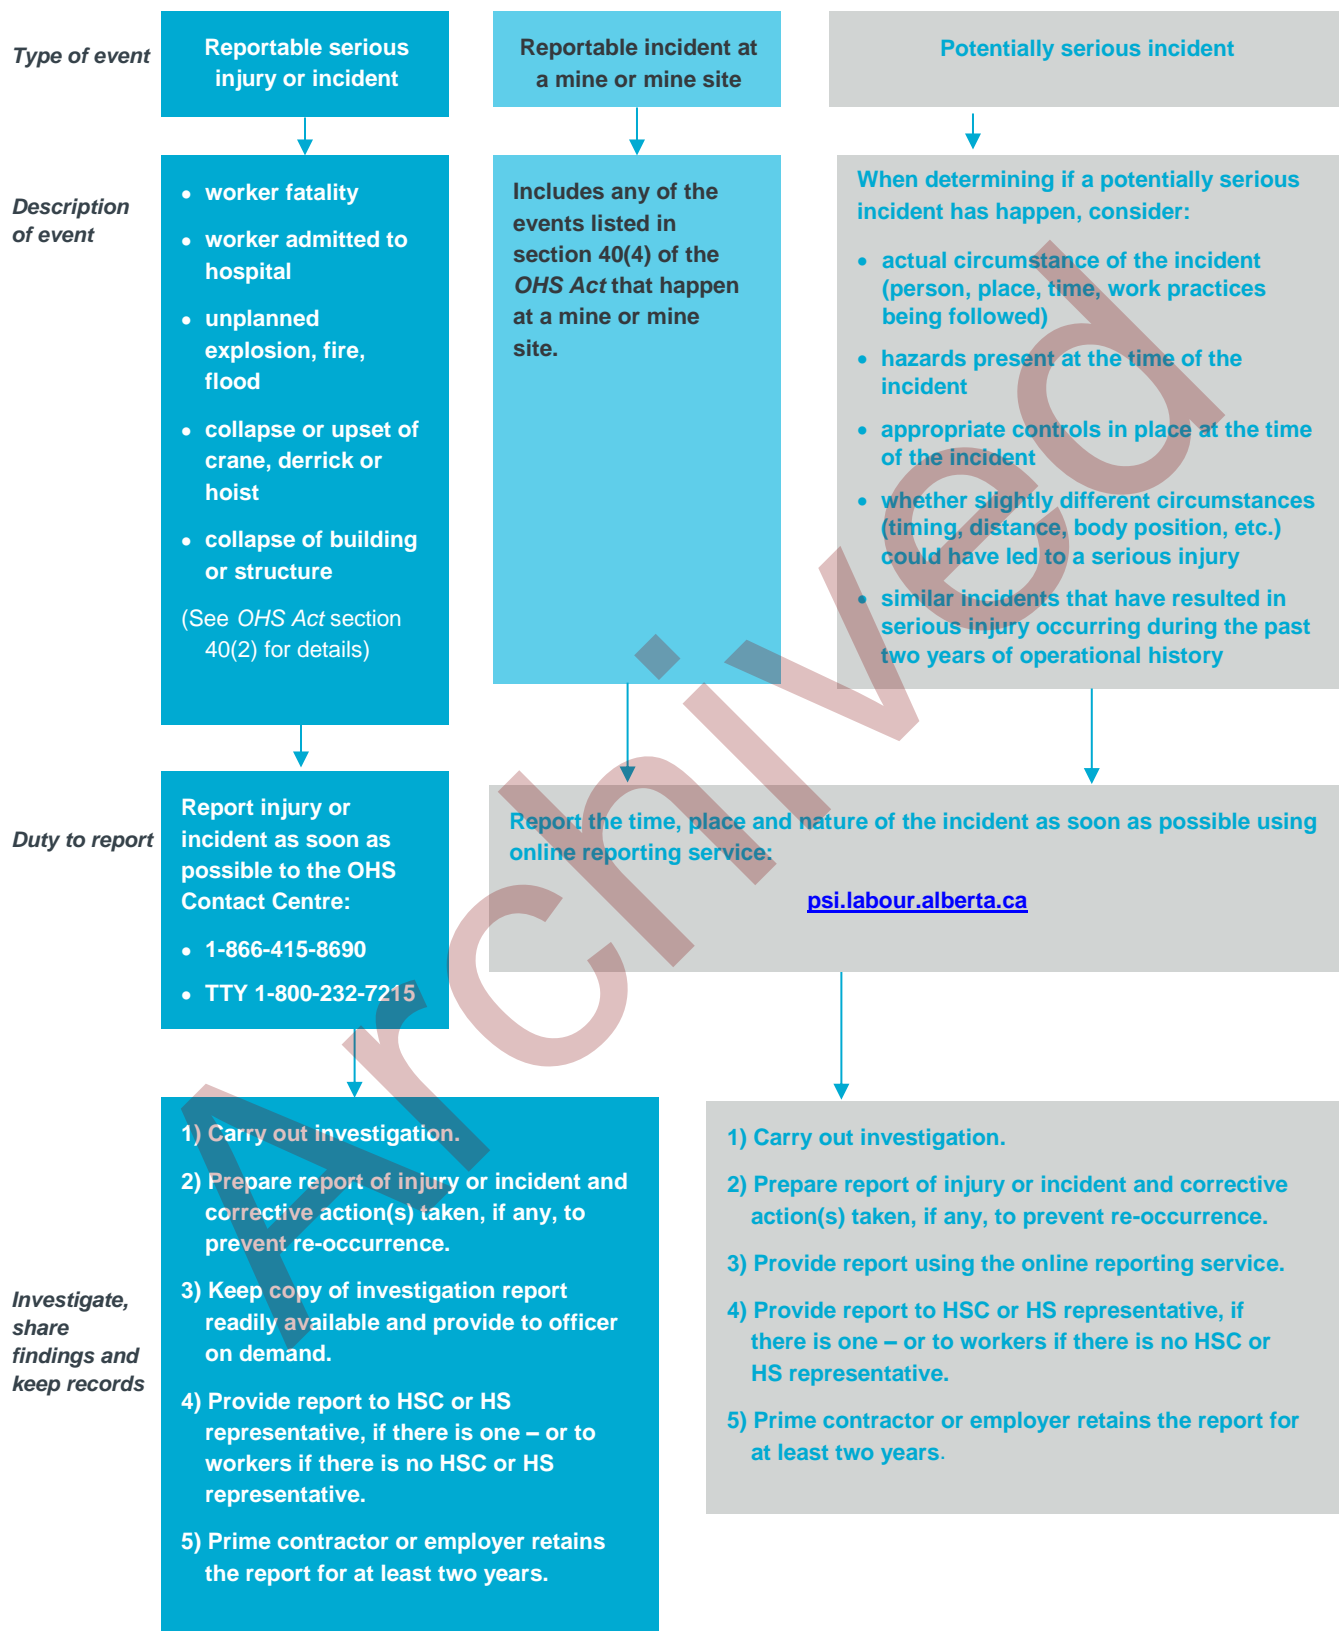 Type of event
Reportable serious
injury or incident
Reportable incident at
a mine or mine site
Potentially serious incident
Description
of event
• worker fatality
• worker admitted to
hospital
• unplanned
explosion, fire,
flood
• collapse or upset of
crane, derrick or
hoist
• collapse of building
or structure
(See OHS Act section
40(2) for details)
Includes any of the
events listed in
section 40(4) of the
OHS Act that happen
at a mine or mine
site.
When determining if a potentially serious
incident has happen, consider:
• actual circumstance of the incident
(person, place, time, work practices
being followed)
• hazards present at the time of the
incident
• appropriate controls in place at the time
of the incident
• whether slightly different circumstances
(timing, distance, body position, etc.)
could have led to a serious injury
• similar incidents that have resulted in
serious injury occurring during the past
two years of operational history
Duty to report
Report injury or
incident as soon as
possible to the OHS
Contact Centre:
• 1-866-415-8690
• TTY 1-800-232-7215
Report the time, place and nature of the incident as soon as possible using
online reporting service:
psi.labour.alberta.ca
Investigate,
share
findings and
keep records
1) Carry out investigation.
2) Prepare report of injury or incident and
corrective action(s) taken, if any, to
prevent re-occurrence.
3) Keep copy of investigation report
readily available and provide to officer
on demand.
4) Provide report to HSC or HS
representative, if there is one – or to
workers if there is no HSC or HS
representative.
5) Prime contractor or employer retains
the report for at least two years.
1) Carry out investigation.
2) Prepare report of injury or incident and corrective
action(s) taken, if any, to prevent re-occurrence.
3) Provide report using the online reporting service.
4) Provide report to HSC or HS representative, if
there is one – or to workers if there is no HSC or
HS representative.
5) Prime contractor or employer retains the report for
at least two years.
Archived